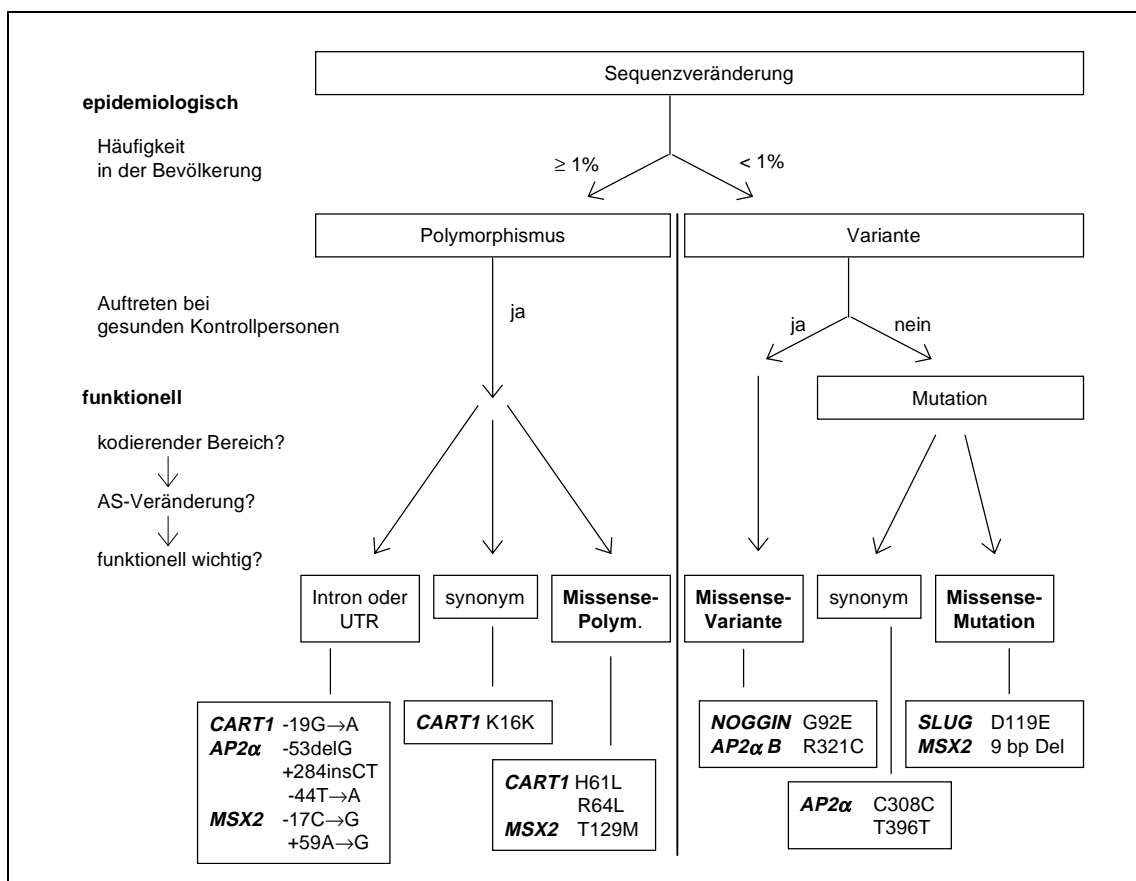 Sequenzveränderung
epidemiologisch
Häufigkeit
in der Bevölkerung
≥ 1%
< 1%
Polymorphismus
Variante
Auftreten bei
gesunden Kontrollpersonen
ja
ja
nein
funktionell
Mutation
kodierender Bereich?
AS-Veränderung?
funktionell wichtig?
Intron oder
UTR
synonym
Missense-
Polym.
Missense-
Variante
synonym
Missense-
Mutation
CART1 -19G→A
AP2α -53delG
+284insCT
-44T→A
MSX2 -17C→G
+59A→G
CART1 K16K
CART1 H61L
R64L
MSX2 T129M
NOGGIN G92E
AP2α B R321C
AP2α C308C
T396T
SLUG D119E
MSX2 9 bp Del